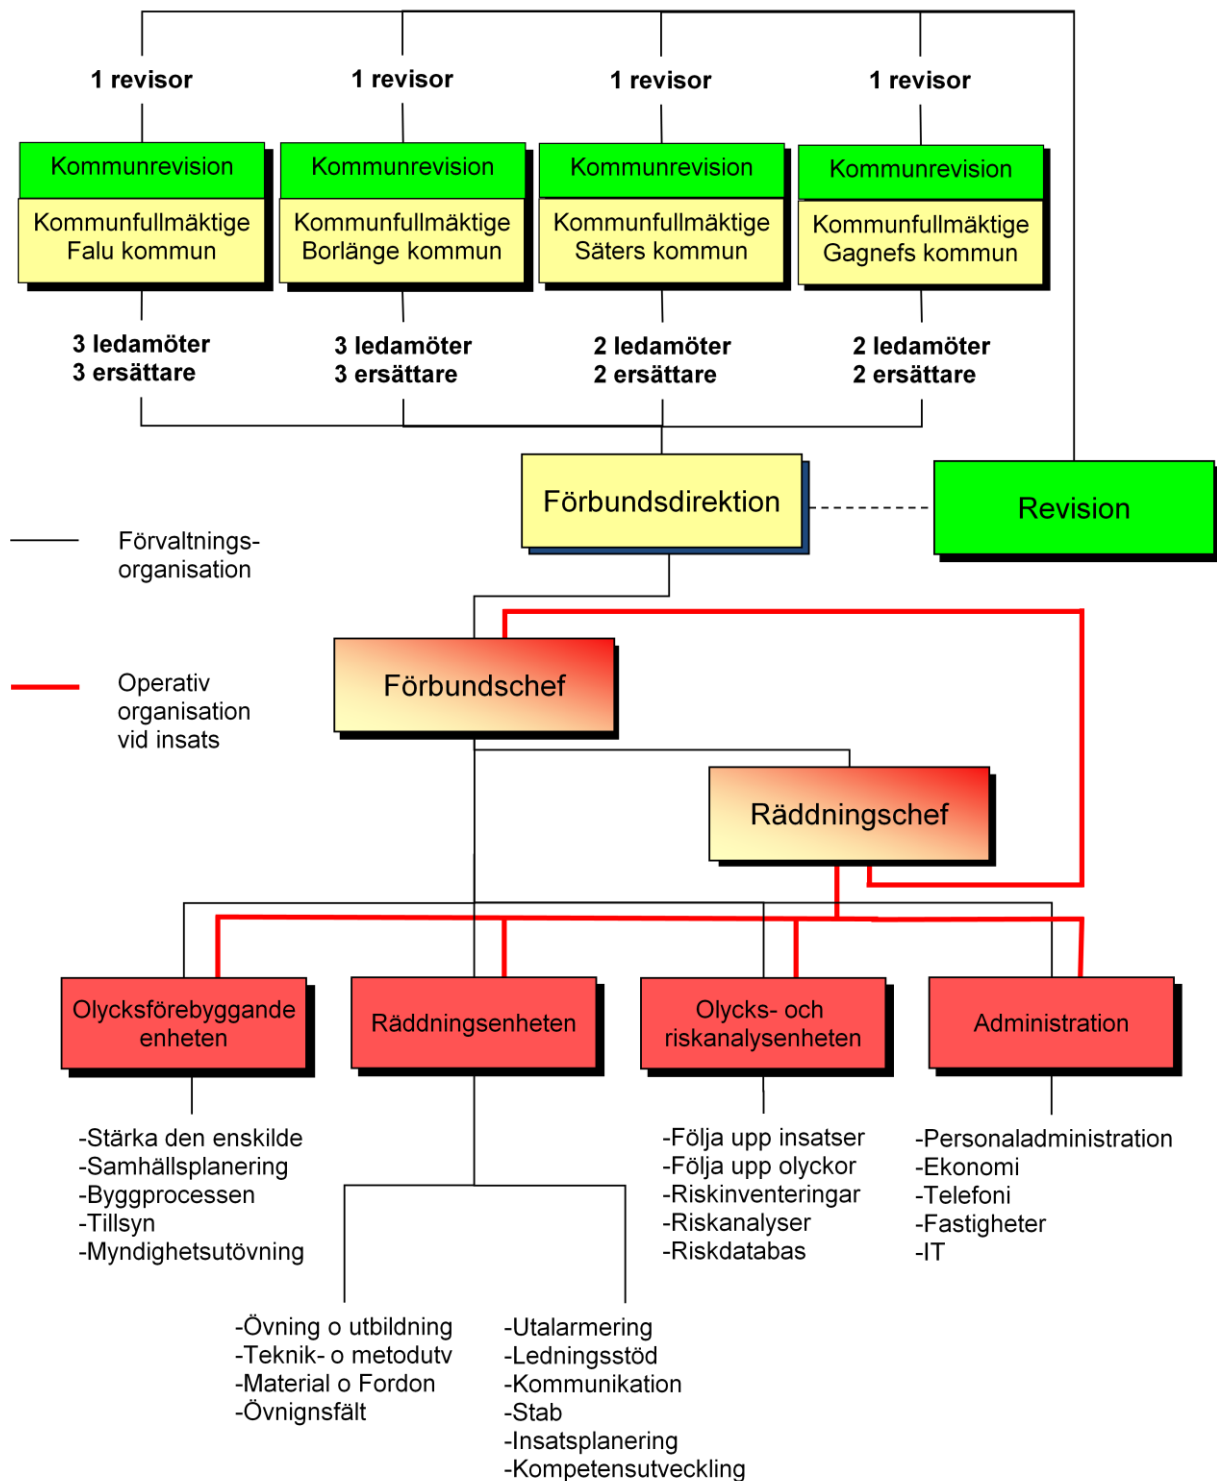 1 revisor
1 revisor
1 revisor
1 revisor
Kommunrevision
Kommunfullmäktige
Falu kommun
Kommunrevision
Kommunfullmäktige
Borlänge kommun
Kommunrevision
Kommunfullmäktige
Säters kommun
Kommunrevision
Kommunfullmäktige
Gagnefs kommun
3 ledamöter
3 ersättare
3 ledamöter
3 ersättare
2 ledamöter
2 ersättare
2 ledamöter
2 ersättare
Förbundsdirektion
Revision
Förvaltnings-
organisation
Operativ
organisation
vid insats
Förbundschef
Räddningschef
Olycksförebyggande
enheten
Räddningsenheten
Olycks- och
riskanalysenheten
Administration
-Stärka den enskilde
-Samhällsplanering
-Byggprocessen
-Tillsyn
-Myndighetsutövning
-Följa upp insatser
-Följa upp olyckor
-Riskinventeringar
-Riskanalyser
-Riskdatabas
-Personaladministration
-Ekonomi
-Telefoni
-Fastigheter
-IT
-Övning o utbildning
-Teknik- o metodutv
-Material o Fordon
-Övnignsfält
-Utalarmering
-Ledningsstöd
-Kommunikation
-Stab
-Insatsplanering
-Kompetensutveckling